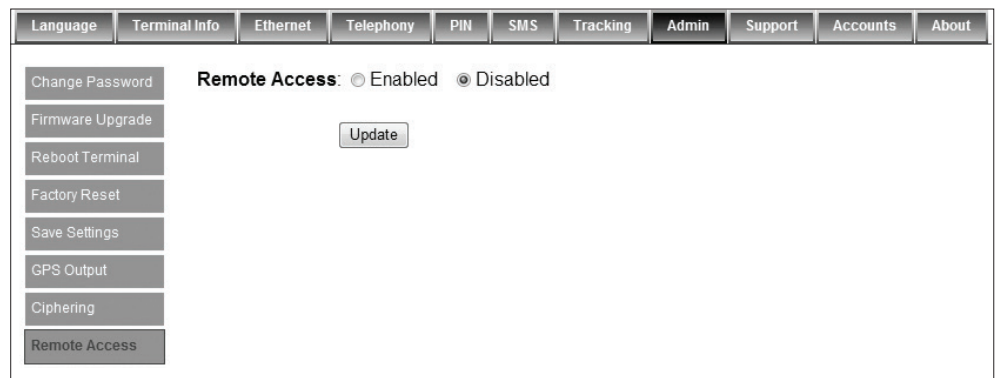 Language Terminal Info Ethernet Telephony PIN SMS Tracking Admin Support Accounts About
Change Password
Firmware Upgrade
Reboot Terminal
Factory Reset
Save Settings
GPS Output
Ciphering
Remote Access
Remote Access: Enabled Disabled
Update